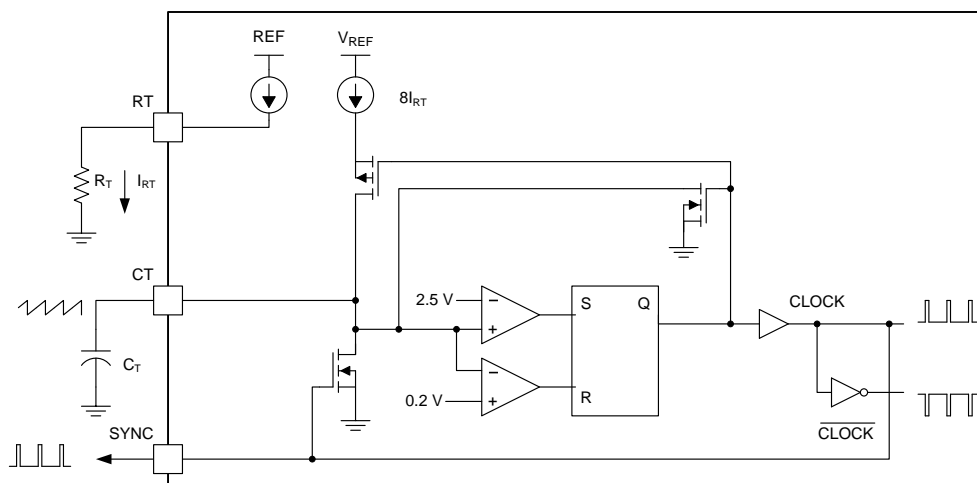 REF
VREF
RT
8IRT
RT
IRT
CT
2.5 V
S
Q
CLOCK
CT
0.2 V
R
SYNC
CLOCK